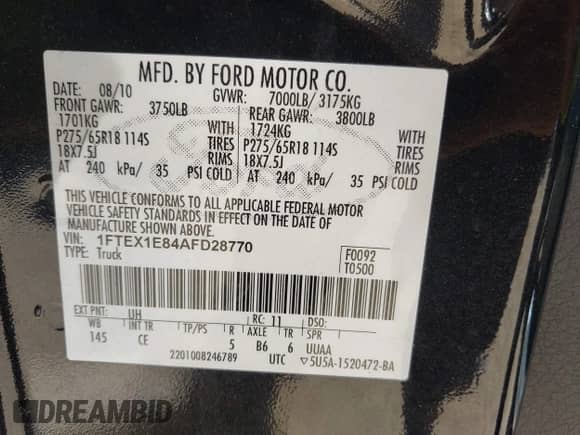 MFD. BY FORD MOTOR CO.
DATE: 08/10 GVWR: 7000LB/ 3175KG
FRONT GAWR: 3750LB REAR GAWR: 3800LB
1701KG 1724KG
P275/65R18 114S TIRES P275/65R18 114S TIRES
18X7.5J RIMS 18X7.5J RIMS
AT 240 kPa/ 35 PSI COLD AT 240 kPa/ 35 PSI COLD
THIS VEHICLE CONFORMS TO ALL APPLICABLE FEDERAL MOTOR
VEHICLE SAFETY STANDARDS IN EFFECT ON THE DATE OF
MANUFACTURE SHOWN ABOVE.
VIN: 1FTEX1E84AFD28770 F0092
TYPE: Truck T0500
EXT PNT: UH RC: 11 DSO:
WB INT TR TP/PS R AXLE TR SPR
145 CE 5 B6 6 UUAA
2201008246789 UTC ▽5U5A-1520472-BA
Ford
DREAMBID